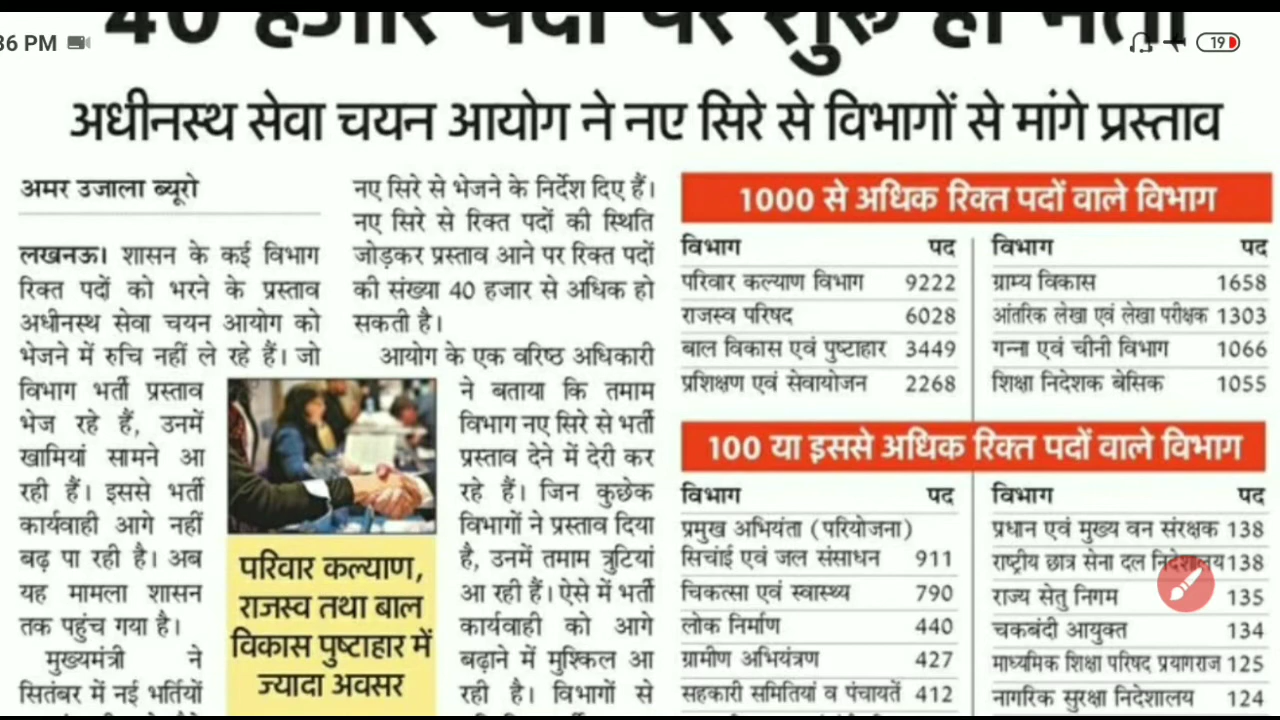 40 हजार पदों पर शुरू हो भर्ती
36 PM
19
अधीनस्थ सेवा चयन आयोग ने नए सिरे से विभागों से मांगे प्रस्ताव
अमर उजाला ब्यूरो
लखनऊ। शासन के कई विभाग
रिक्त पदों को भरने के प्रस्ताव
अधीनस्थ सेवा चयन आयोग को
भेजने में रुचि नहीं ले रहे हैं। जो
विभाग भर्ती प्रस्ताव
भेज रहे हैं, उनमें
खामियां सामने आ
रही हैं। इससे भर्ती
कार्यवाही आगे नहीं
बढ़ पा रही है। अब
यह मामला शासन
तक पहुंच गया है।
मुख्यमंत्री ने
सितंबर में नई भर्तियों
परिवार कल्याण,
राजस्व तथा बाल
विकास पुष्टाहार में
ज्यादा अवसर
नए सिरे से भेजने के निर्देश दिए हैं।
नए सिरे से रिक्त पदों की स्थिति
जोड़कर प्रस्ताव आने पर रिक्त पदों
की संख्या 40 हजार से अधिक हो
सकती है।
आयोग के एक वरिष्ठ अधिकारी
ने बताया कि तमाम
विभाग नए सिरे से भर्ती
प्रस्ताव देने में देरी कर
रहे हैं। जिन कुछेक
विभागों ने प्रस्ताव दिया
है, उनमें तमाम त्रुटियां
आ रही हैं। ऐसे में भर्ती
कार्यवाही को आगे
बढ़ाने में मुश्किल आ
रही है। विभागों से
1000 से अधिक रिक्त पदों वाले विभाग
विभाग पद
परिवार कल्याण विभाग 9222
राजस्व परिषद 6028
बाल विकास एवं पुष्टाहार 3449
प्रशिक्षण एवं सेवायोजन 2268
विभाग पद
ग्राम्य विकास 1658
आंतरिक लेखा एवं लेखा परीक्षक 1303
गन्ना एवं चीनी विभाग 1066
शिक्षा निदेशक बेसिक 1055
100 या इससे अधिक रिक्त पदों वाले विभाग
विभाग पद
प्रमुख अभियंता (परियोजना)
सिचांई एवं जल संसाधन 911
चिकत्सा एवं स्वास्थ्य 790
लोक निर्माण 440
ग्रामीण अभियंत्रण 427
सहकारी समितियां व पंचायतें 412
विभाग पद
प्रधान एवं मुख्य वन संरक्षक 138
राष्ट्रीय छात्र सेना दल निदेशालय 138
राज्य सेतु निगम 135
चकबंदी आयुक्त 134
माध्यमिक शिक्षा परिषद प्रयागराज 125
नागरिक सुरक्षा निदेशालय 124